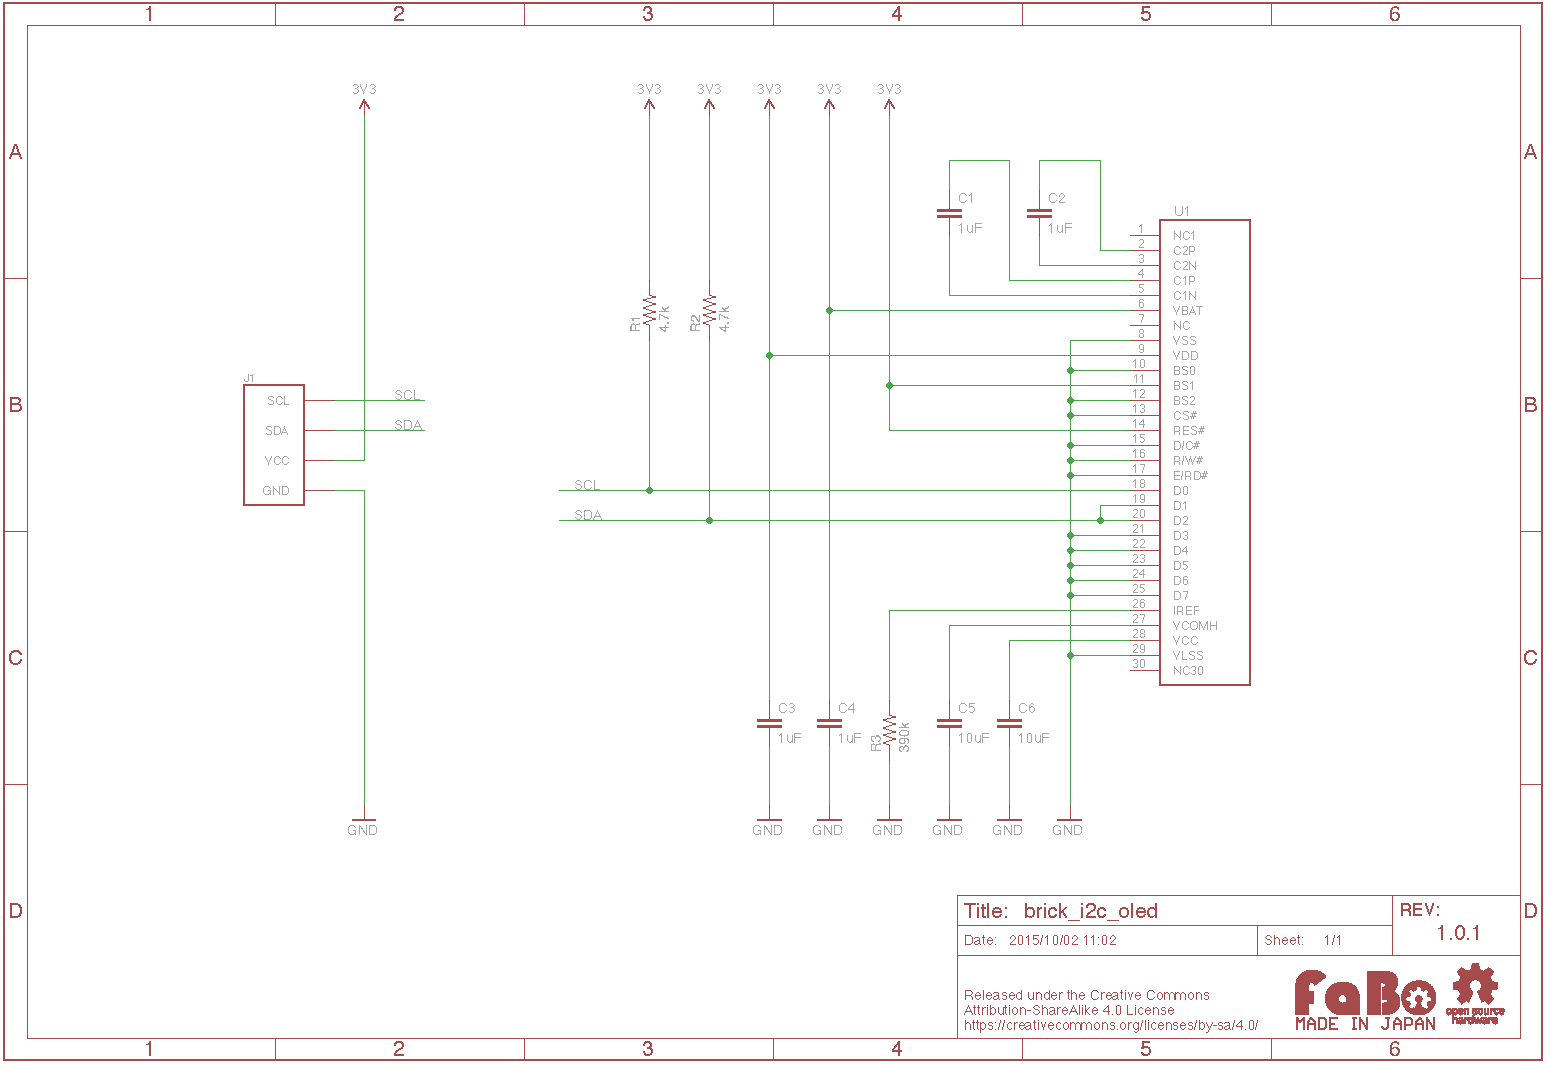 1 2 3 4 5 6
A A
B B
C C
D D
3V3 3V3 3V3 3V3 3V3 3V3
C1
1uF
C2
1uF
R1
4.7k
R2
4.7k
J1
SCL SCL
SDA SDA
VCC
GND
SCL
SDA
U1
1 NC1
2 C2P
3 C2N
4 C1P
5 C1N
6 VBAT
7 NC
8 VSS
9 VDD
10 BS0
11 BS1
12 BS2
13 CS#
14 RES#
15 D/C#
16 R/W#
17 E/RD#
18 D0
19 D1
20 D2
21 D3
22 D4
23 D5
24 D6
25 D7
26 IREF
27 VCOMH
28 VCC
29 VLSS
30 NC30
C3
1uF
C4
1uF
R3
390k
C5
10uF
C6
10uF
GND GND GND GND GND GND GND
Title: brick_i2c_oled
REV:
1.0.1
Date: 2015/10/02 11:02
Sheet: 1/1
Released under the Creative Commons
Attribution-ShareAlike 4.0 License
https://creativecommons.org/licenses/by-sa/4.0/
FaBo
MADE IN JAPAN
open source
hardware
1 2 3 4 5 6